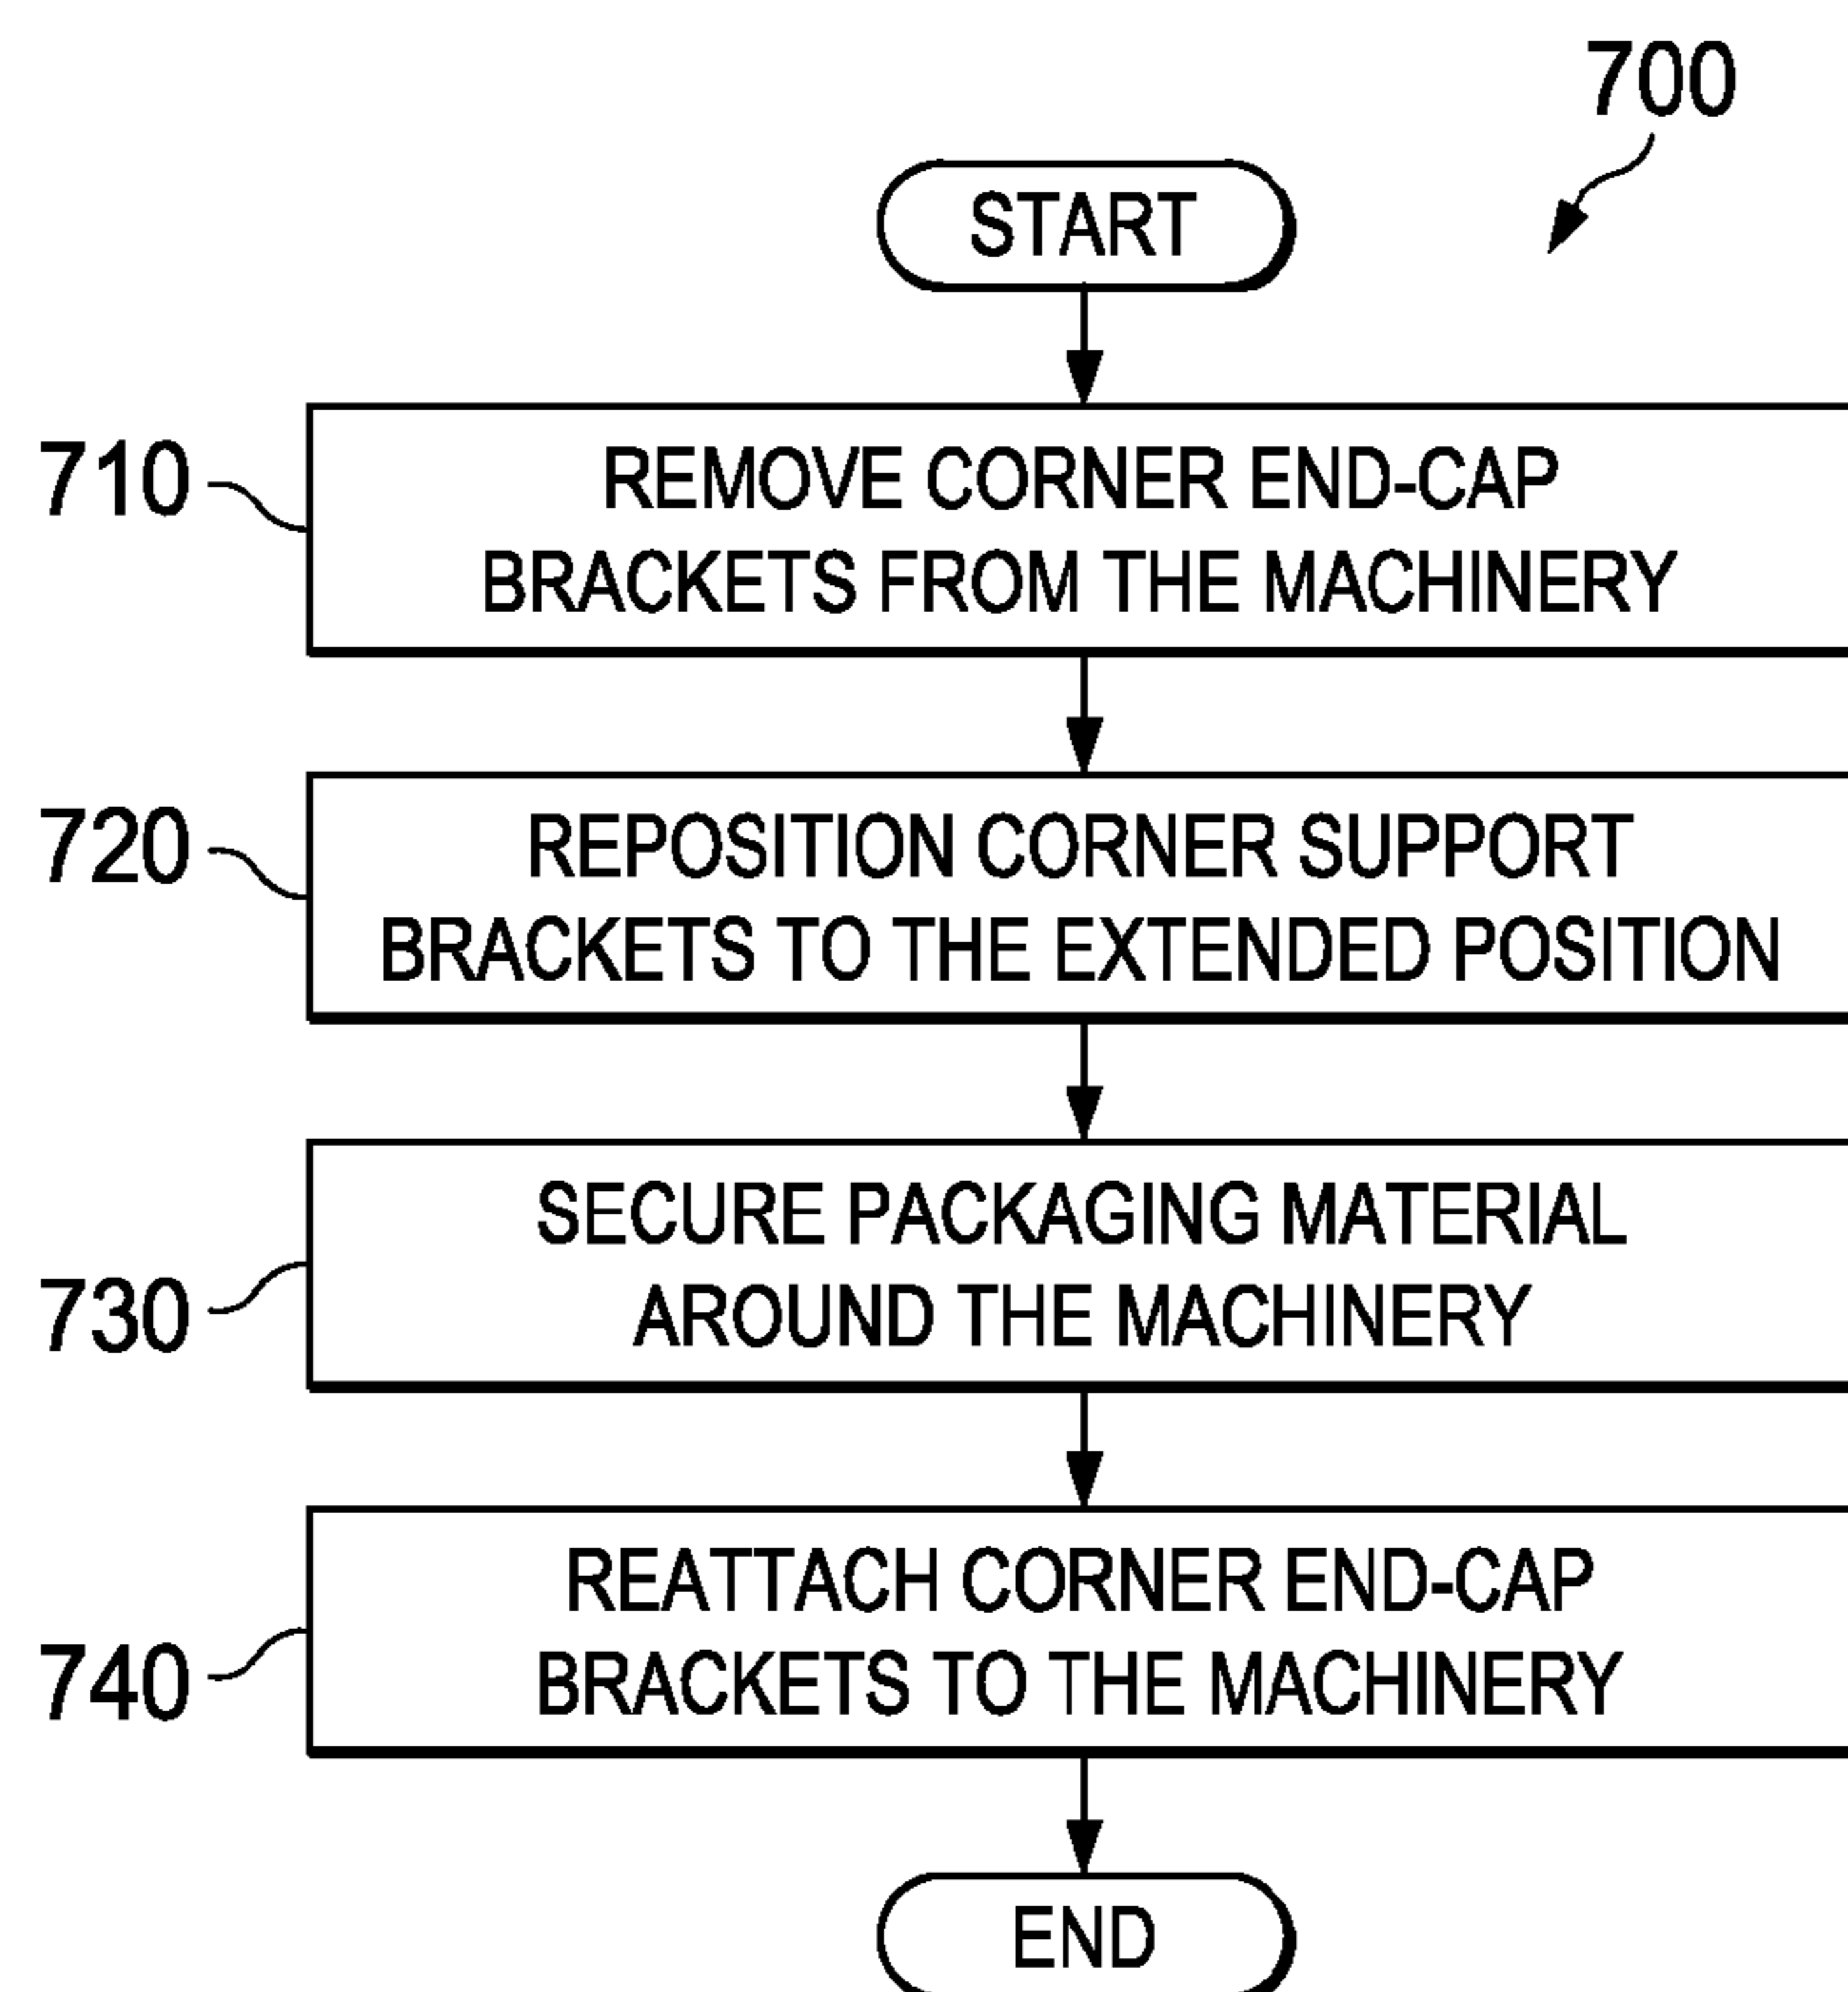 700
START
710
REMOVE CORNER END-CAP
BRACKETS FROM THE MACHINERY
720
REPOSITION CORNER SUPPORT
BRACKETS TO THE EXTENDED POSITION
730
SECURE PACKAGING MATERIAL
AROUND THE MACHINERY
740
REATTACH CORNER END-CAP
BRACKETS TO THE MACHINERY
END